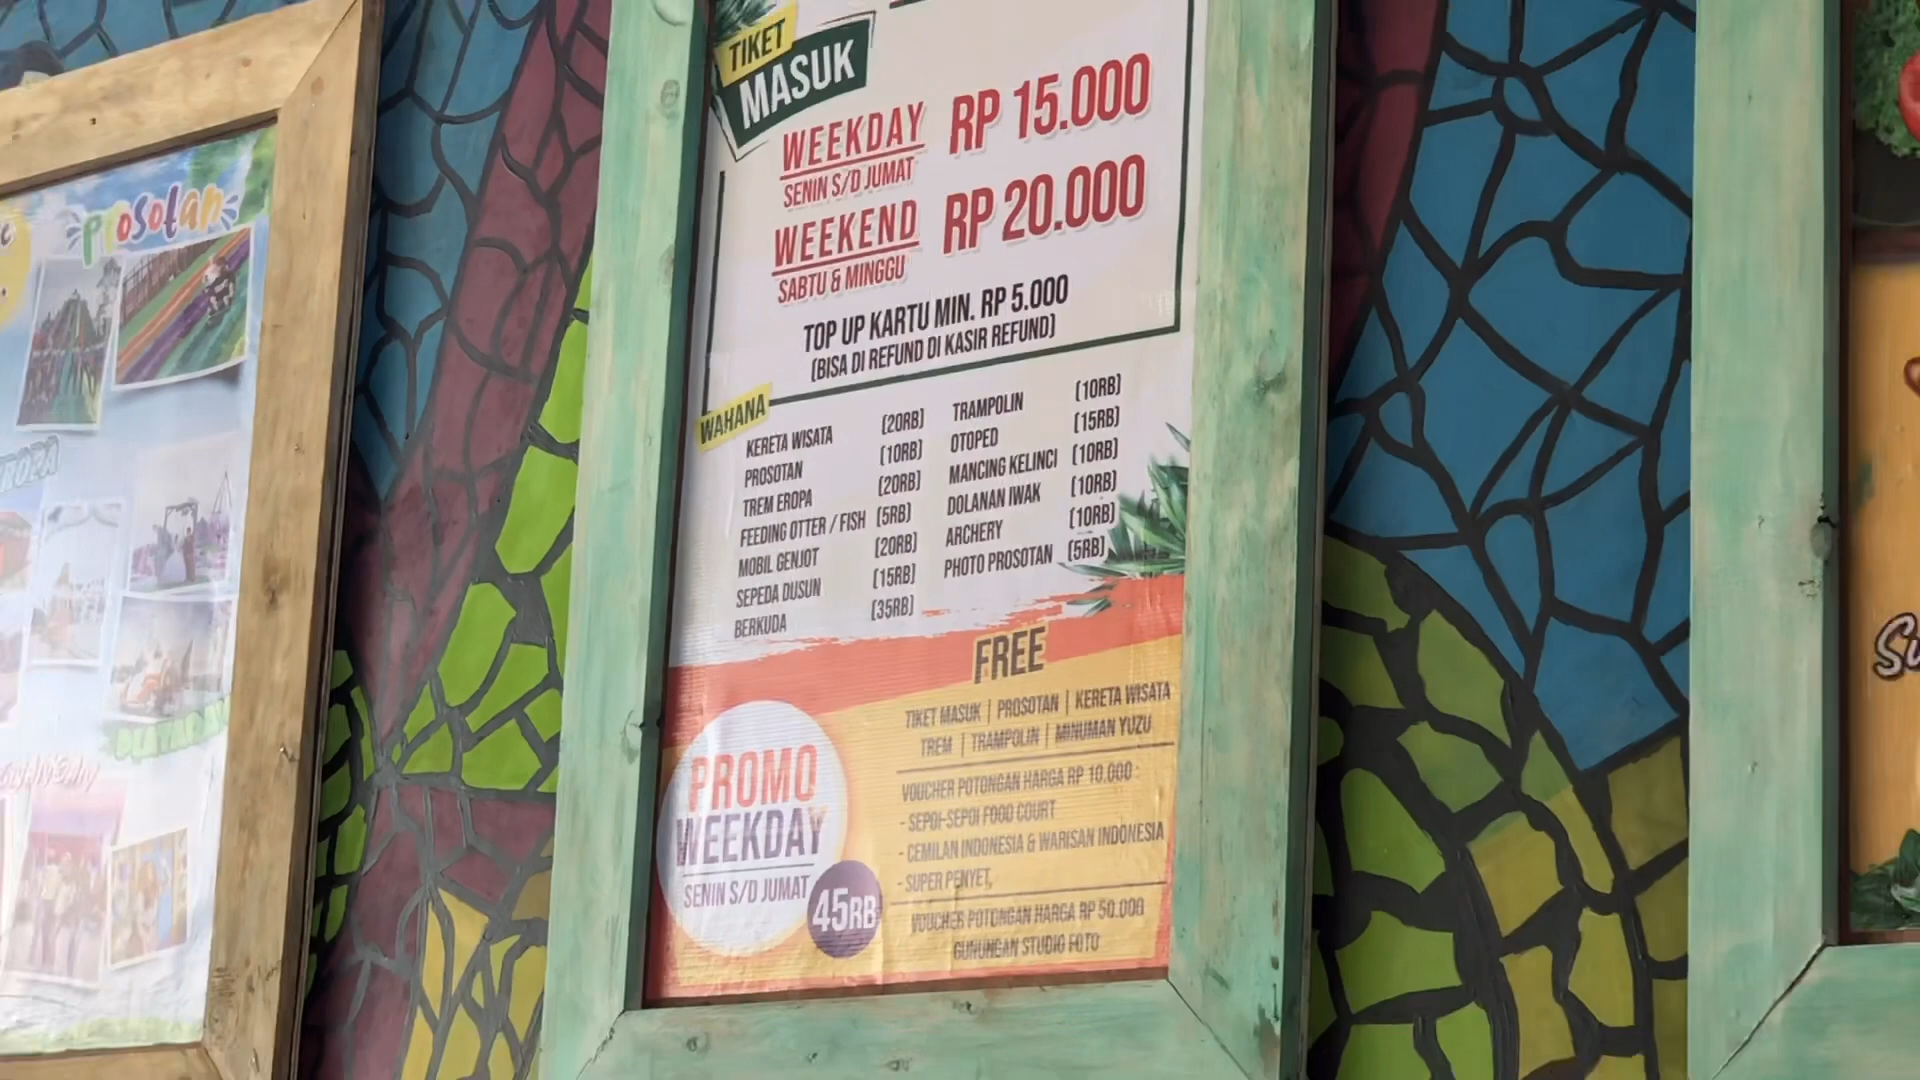 prosotan
TIKET
MASUK
WEEKDAY RP 15.000
SENIN S/D JUMAT
WEEKEND RP 20.000
SABTU & MINGGU
TOP UP KARTU MIN. RP 5.000
(BISA DI REFUND DI KASIR REFUND)
WAHANA
KERETA WISATA (20RB)
PROSOTAN (10RB)
TREM EROPA (20RB)
FEEDING OTTER / FISH (5RB)
MOBIL GENJOT (20RB)
SEPEDA DUSUN (15RB)
BERKUDA (35RB)
TRAMPOLIN (10RB)
OTOPED (15RB)
MANCING KELINCI (10RB)
DOLANAN IWAK (10RB)
ARCHERY (10RB)
PHOTO PROSOTAN (5RB)
FREE
TIKET MASUK | PROSOTAN | KERETA WISATA
TREM | TRAMPOLIN | MINUMAN YUZU
VOUCHER POTONGAN HARGA RP 10.000 :
- SEPOI-SEPOI FOOD COURT
- CEMILAN INDONESIA & WARISAN INDONESIA
- SUPER PENYET,
VOUCHER POTONGAN HARGA RP 50.000
GUNUNGAN STUDIO FOTO
PROMO
WEEKDAY
SENIN S/D JUMAT
45RB